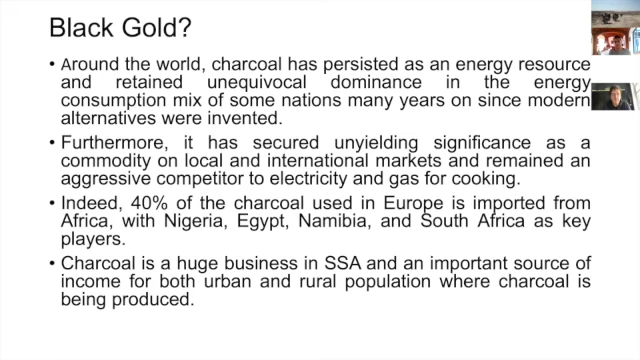 Black Gold?
• Around the world, charcoal has persisted as an energy resource
and retained unequivocal dominance in the energy
consumption mix of some nations many years on since modern
alternatives were invented.
• Furthermore, it has secured unyielding significance as a
commodity on local and international markets and remained an
aggressive competitor to electricity and gas for cooking.
• Indeed, 40% of the charcoal used in Europe is imported from
Africa, with Nigeria, Egypt, Namibia, and South Africa as key
players.
• Charcoal is a huge business in SSA and an important source of
income for both urban and rural population where charcoal is
being produced.